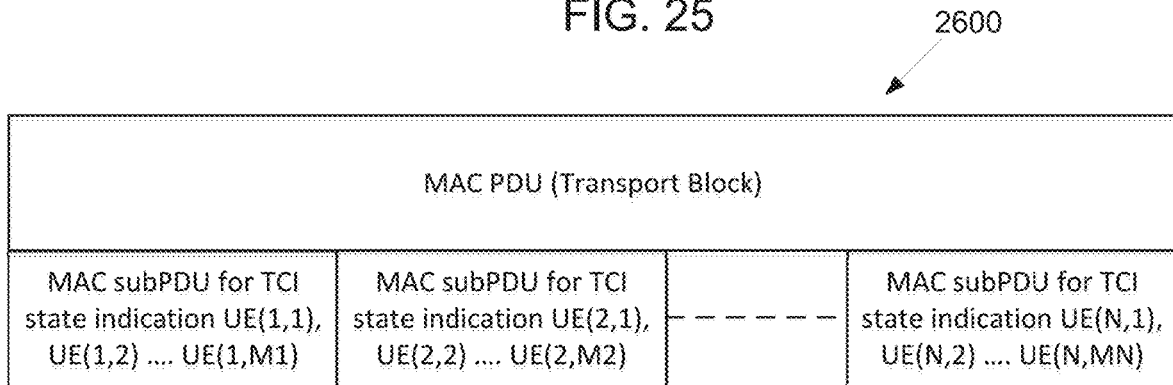 FIG. 25
2600
MAC PDU (Transport Block)
MAC subPDU for TCI
state indication UE(1,1),
UE(1,2) .... UE(1,M1)
MAC subPDU for TCI
state indication UE(2,1),
UE(2,2) .... UE(2,M2)
MAC subPDU for TCI
state indication UE(N,1),
UE(N,2) .... UE(N,MN)